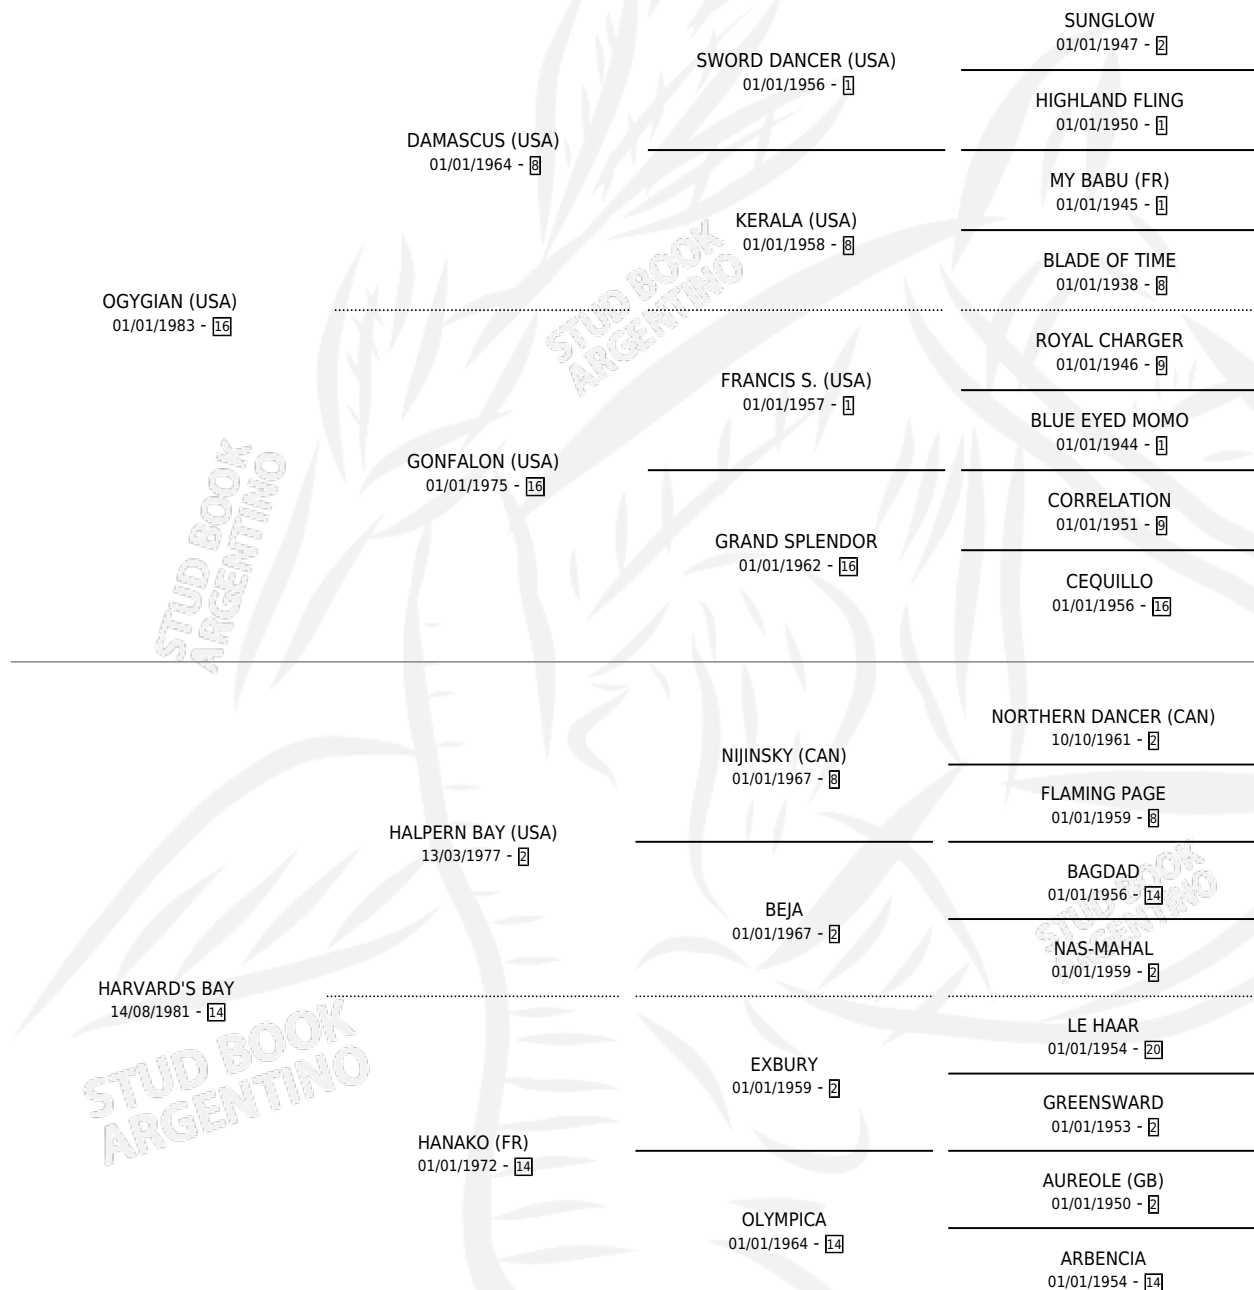 SUNGLOW
01/01/1947 - 2
SWORD DANCER (USA)
01/01/1956 - 1
HIGHLAND FLING
01/01/1950 - 1
DAMASCUS (USA)
01/01/1964 - 8
MY BABU (FR)
01/01/1945 - 1
KERALA (USA)
01/01/1958 - 8
BLADE OF TIME
01/01/1938 - 8
OGYGIAN (USA)
01/01/1983 - 16
ROYAL CHARGER
01/01/1946 - 9
FRANCIS S. (USA)
01/01/1957 - 1
BLUE EYED MOMO
01/01/1944 - 1
GONFALON (USA)
01/01/1975 - 16
CORRELATION
01/01/1951 - 9
GRAND SPLENDOR
01/01/1962 - 16
CEQUILLO
01/01/1956 - 16
STUD BOOK
ARGENTINO
STUD BOOK
ARGENTINO
NORTHERN DANCER (CAN)
10/10/1961 - 2
NIJINSKY (CAN)
01/01/1967 - 8
FLAMING PAGE
01/01/1959 - 8
HALPERN BAY (USA)
13/03/1977 - 2
BAGDAD
01/01/1956 - 14
BEJA
01/01/1967 - 2
NAS-MAHAL
01/01/1959 - 2
STUD BOOK
ARGENTINO
HARVARD'S BAY
14/08/1981 - 14
LE HAAR
01/01/1954 - 20
EXBURY
01/01/1959 - 2
GREENSWARD
01/01/1953 - 2
HANAKO (FR)
01/01/1972 - 14
AUREOLE (GB)
01/01/1950 - 2
OLYMPICA
01/01/1964 - 14
ARBENCIA
01/01/1954 - 14
STUD BOOK
ARGENTINO